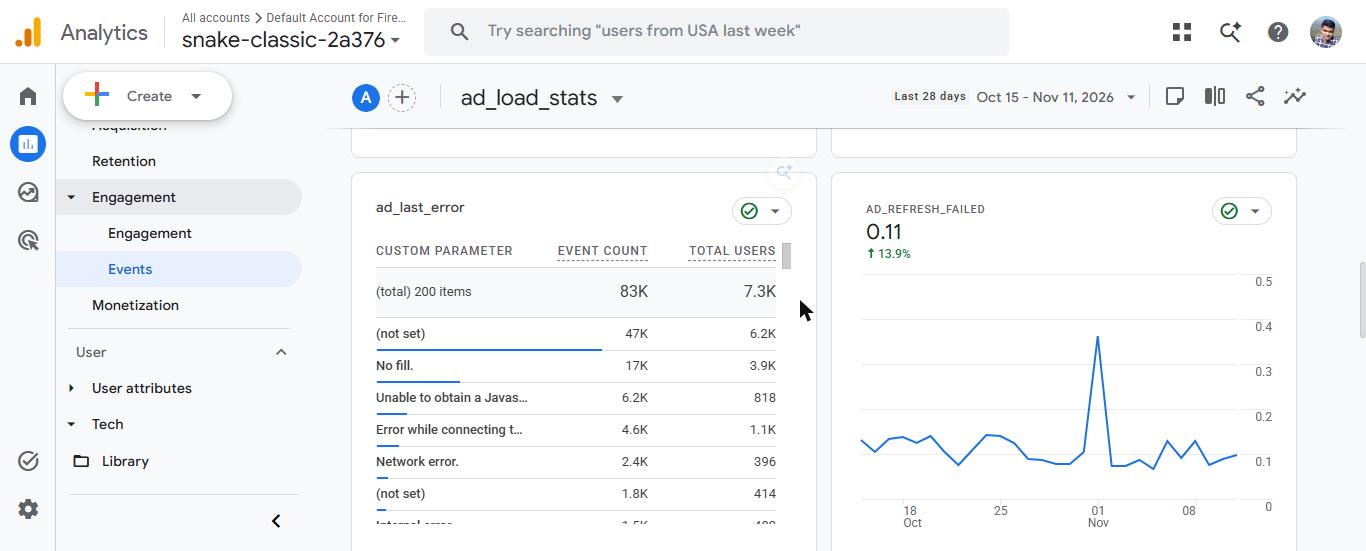 Analytics
All accounts > Default Account for Fire...
snake-classic-2a376
Try searching "users from USA last week"
Create
A
ad_load_stats
Last 28 days Oct 15 - Nov 11, 2026
Acquisition
Retention
Engagement
Engagement
Events
Monetization
User
User attributes
Tech
Library
ad_last_error
CUSTOM PARAMETER EVENT COUNT TOTAL USERS
(total) 200 items 83K 7.3K
(not set) 47K 6.2K
No fill. 17K 3.9K
Unable to obtain a Javas... 6.2K 818
Error while connecting t... 4.6K 1.1K
Network error. 2.4K 396
(not set) 1.8K 414
AD_REFRESH_FAILED
0.11
13.9%
0.5
0.4
0.3
0.2
0.1
0
18 25 01 08
Oct Nov